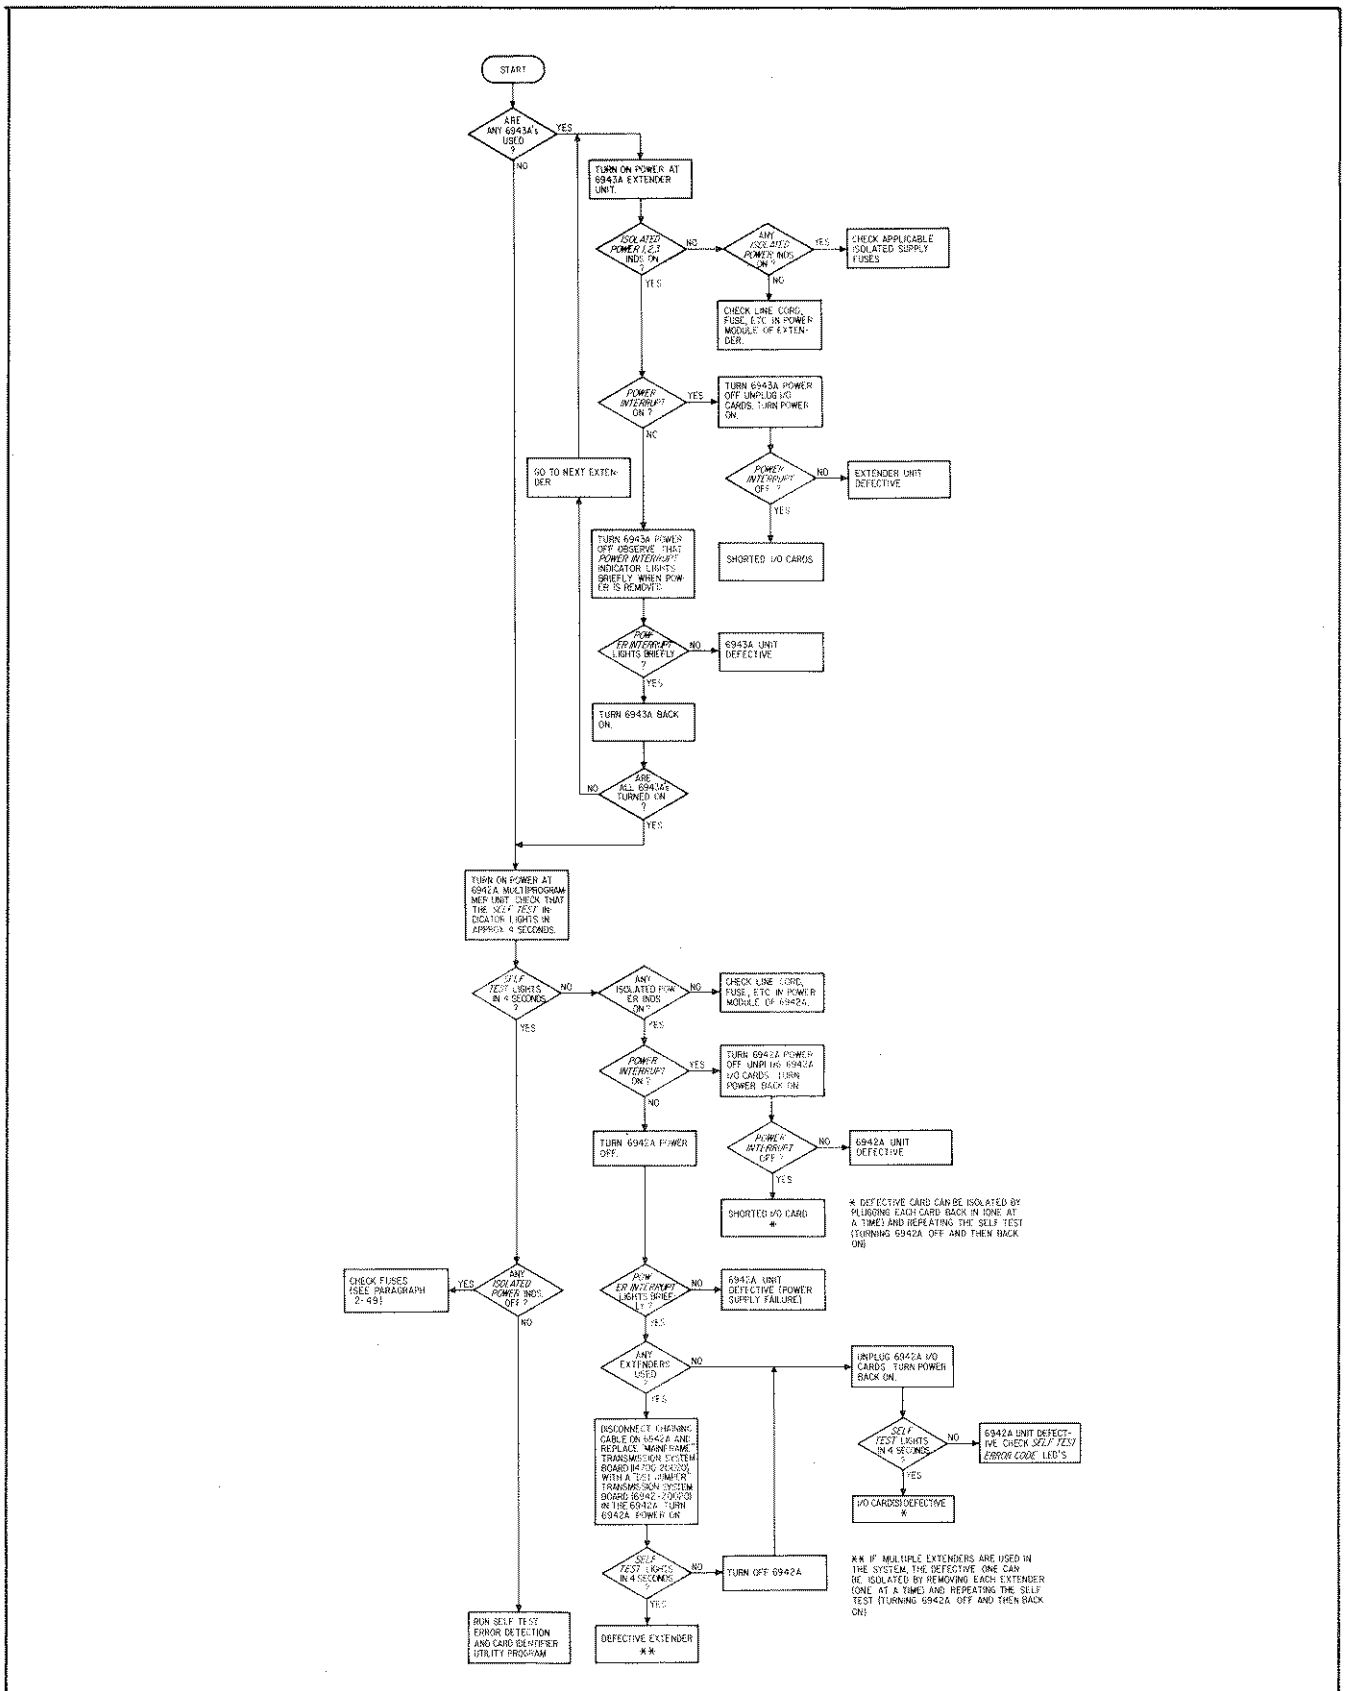 START
ARE
ANY 6943A's
USED
?
YES
NO
TURN ON POWER AT
6943A EXTENDER
UNIT.
ISOLATED
POWER 1,2,3
INDS ON
?
NO
YES
ANY
ISOLATED
POWER INDS
ON ?
YES
NO
CHECK APPLICABLE
ISOLATED SUPPLY
FUSES
CHECK LINE CORD,
FUSE, ETC IN POWER
MODULE OF EXTEN-
DER.
POWER
INTERRUPT
ON ?
YES
NO
TURN 6943A POWER
OFF UNPLUG I/O
CARDS. TURN POWER
ON.
POWER
INTERRUPT
OFF ?
NO
YES
EXTENDER UNIT
DEFECTIVE
SHORTED I/O CARDS
GO TO NEXT EXTEN-
DER
TURN 6943A POWER
OFF OBSERVE THAT
POWER INTERRUPT
INDICATOR LIGHTS
BRIEFLY WHEN POW-
ER IS REMOVED
POW-
ER INTERRUPT
LIGHTS BRIEFLY
?
NO
YES
6943A UNIT
DEFECTIVE
TURN 6943A BACK
ON.
ARE
ALL 6943A's
TURNED ON
?
NO
YES
TURN ON POWER AT
6942A MULTIPROGRAM-
MER UNIT CHECK THAT
THE SELF TEST IN-
DICATOR LIGHTS IN
APPROX 4 SECONDS.
SELF
TEST LIGHTS
IN 4 SECONDS
?
NO
YES
ANY
ISOLATED POW-
ER INDS
ON ?
NO
YES
CHECK LINE CORD,
FUSE, ETC IN POWER
MODULE OF 6942A.
POWER
INTERRUPT
ON ?
YES
NO
TURN 6942A POWER
OFF UNPLUG 6942A
I/O CARDS TURN
POWER BACK ON
TURN 6942A POWER
OFF.
POWER
INTERRUPT
OFF ?
NO
YES
6942A UNIT
DEFECTIVE
SHORTED I/O CARD
*
* DEFECTIVE CARD CAN BE ISOLATED BY
PLUGGING EACH CARD BACK IN (ONE AT
A TIME) AND REPEATING THE SELF TEST
(TURNING 6942A OFF AND THEN BACK
ON)
CHECK FUSES
(SEE PARAGRAPH
2-49)
YES
ANY
ISOLATED
POWER INDS.
OFF ?
NO
POW-
ER INTERRUPT
LIGHTS BRIEF-
LY ?
NO
YES
6942A UNIT
DEFECTIVE (POWER
SUPPLY FAILURE)
ANY
EXTENDERS
USED
?
NO
YES
UNPLUG 6942A I/O
CARDS TURN POWER
BACK ON.
SELF
TEST LIGHTS
IN 4 SECONDS
?
NO
YES
6942A UNIT DEFECT-
IVE CHECK SELF TEST
ERROR CODE LED'S
I/O CARD(S) DEFECTIVE
*
DISCONNECT CHAINING
CABLE ON 6942A AND
REPLACE "MAINFRAME"
TRANSMISSION SYSTEM
BOARD
WITH A JUMPER"
TRANSMISSION SYSTEM
BOARD
IN THE 6942A TURN
6942A POWER ON
SELF
TEST LIGHTS
IN 4 SECONDS
?
NO
YES
TURN OFF 6942A
DEFECTIVE EXTENDER
**
** IF MULTIPLE EXTENDERS ARE USED IN
THE SYSTEM, THE DEFECTIVE ONE CAN
BE ISOLATED BY REMOVING EACH EXTENDER
(ONE AT A TIME) AND REPEATING THE SELF
TEST (TURNING 6942A OFF AND THEN BACK
ON)
RUN SELF TEST
ERROR DETECTION
AND CARD IDENTIFIER
UTILITY PROGRAM